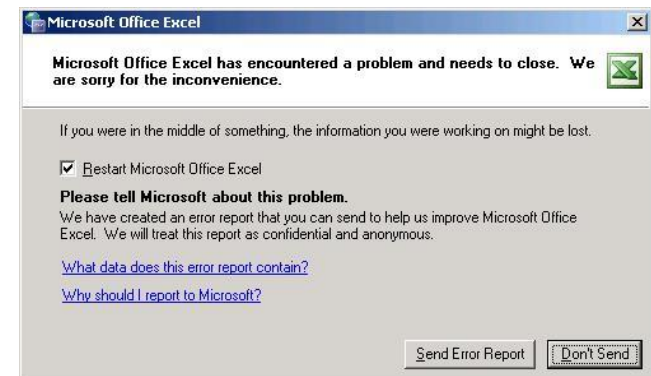 Microsoft Office Excel
Microsoft Office Excel has encountered a problem and needs to close.  We
are sorry for the inconvenience.
If you were in the middle of something, the information you were working on might be lost.
Restart Microsoft Office Excel
Please tell Microsoft about this problem.
We have created an error report that you can send to help us improve Microsoft Office
Excel.  We will treat this report as confidential and anonymous.
What data does this error report contain?
Why should I report to Microsoft?
Send Error Report
Don't Send